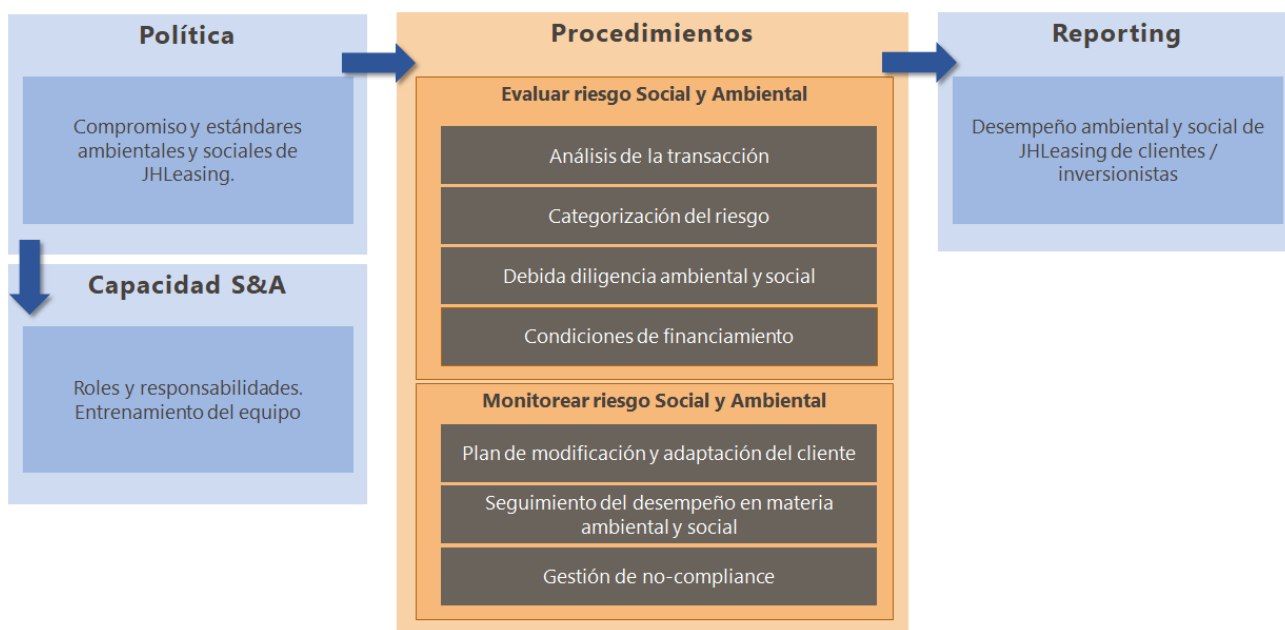 Política
Compromiso y estándares
ambientales y sociales de
JHLeasing.
Capacidad S&A
Roles y responsabilidades.
Entrenamiento del equipo
Procedimientos
Evaluar riesgo Social y Ambiental
Análisis de la transacción
Categorización del riesgo
Debida diligencia ambiental y social
Condiciones de financiamiento
Monitorear riesgo Social y Ambiental
Plan de modificación y adaptación del cliente
Seguimiento del desempeño en materia
ambiental y social
Gestión de no-compliance
Reporting
Desempeño ambiental y social de
JHLeasing de clientes /
inversionistas